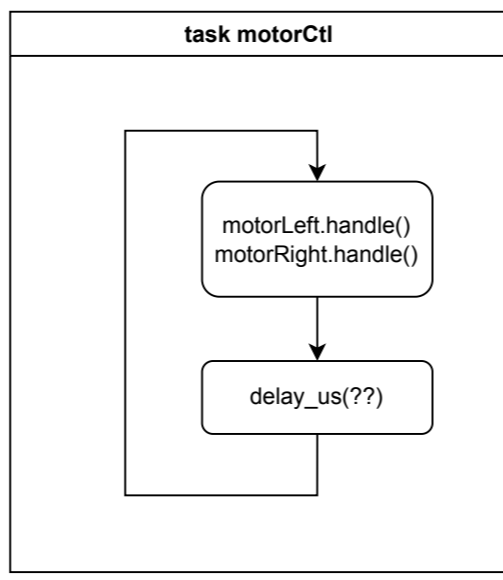 task motorCtl
motorLeft.handle()
motorRight.handle()
delay_us(??)